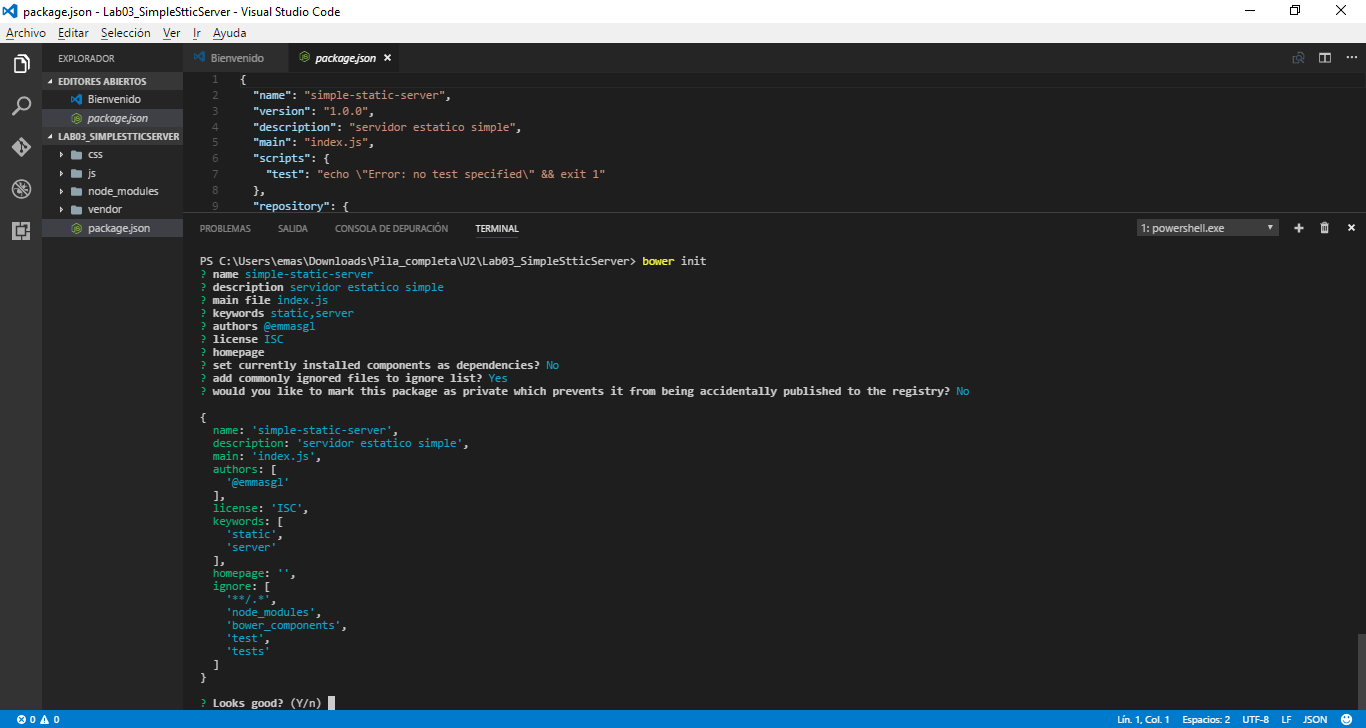 package.json - Lab03_SimpleStticServer - Visual Studio Code
Archivo Editar Selección Ver Ir Ayuda
EXPLORADOR
EDITORES ABIERTOS
Bienvenido
package.json
LAB03_SIMPLESTTICSERVER
css
js
node_modules
vendor
package.json
Bienvenido package.json
1 {
2 "name": "simple-static-server",
3 "version": "1.0.0",
4 "description": "servidor estatico simple",
5 "main": "index.js",
6 "scripts": {
7 "test": "echo \"Error: no test specified\" && exit 1"
8 },
9 "repository": {
PROBLEMAS SALIDA CONSOLA DE DEPURACIÓN TERMINAL 1: powershell.exe
PS C:\Users\emas\Downloads\Pila_completa\U2\Lab03_SimpleStticServer> bower init
? name simple-static-server
? description servidor estatico simple
? main file index.js
? keywords static,server
? authors @emmasgl
? license ISC
? homepage
? set currently installed components as dependencies? No
? add commonly ignored files to ignore list? Yes
? would you like to mark this package as private which prevents it from being accidentally published to the registry? No
{
name: 'simple-static-server',
description: 'servidor estatico simple',
main: 'index.js',
authors: [
'@emmasgl'
],
license: 'ISC',
keywords: [
'static',
'server'
],
homepage: '',
ignore: [
'**/.*',
'node_modules',
'bower_components',
'test',
'tests'
]
}
? Looks good? (Y/n)
0 0 Lín. 1, Col. 1 Espacios: 2 UTF-8 LF JSON